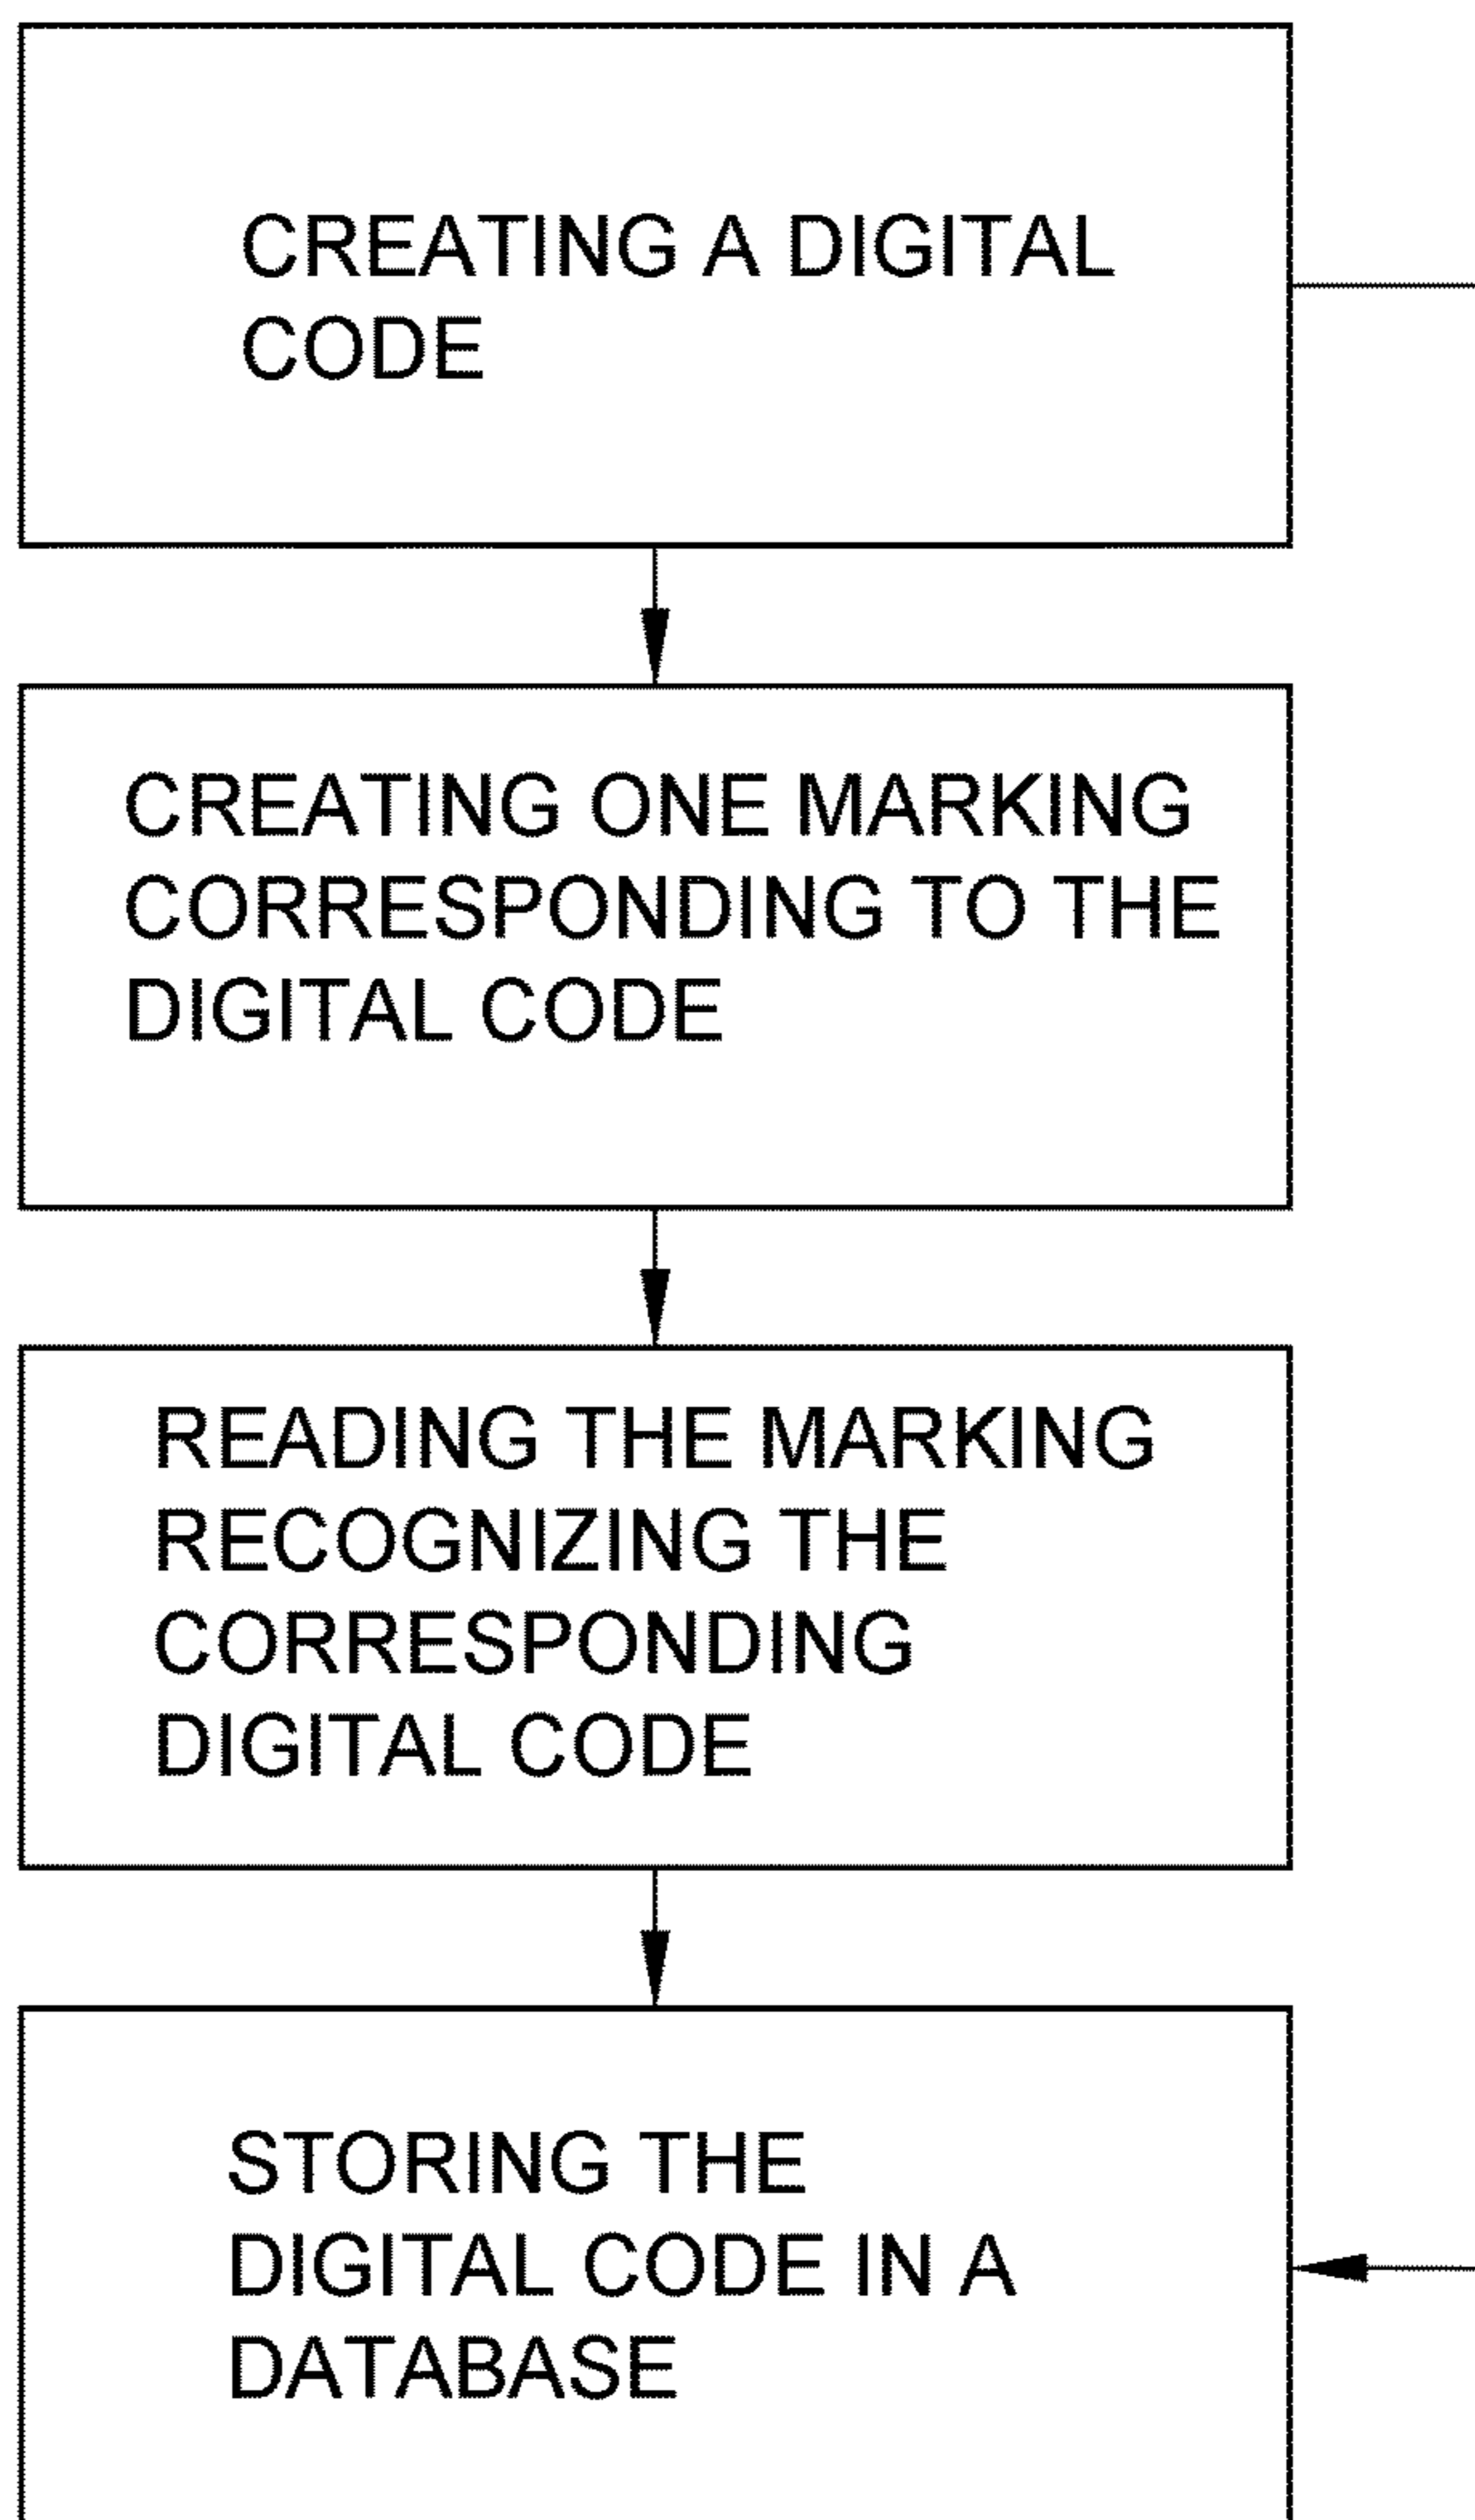 CREATING A DIGITAL
CODE
CREATING ONE MARKING
CORRESPONDING TO THE
DIGITAL CODE
READING THE MARKING
RECOGNIZING THE
CORRESPONDING
DIGITAL CODE
STORING THE
DIGITAL CODE IN A
DATABASE